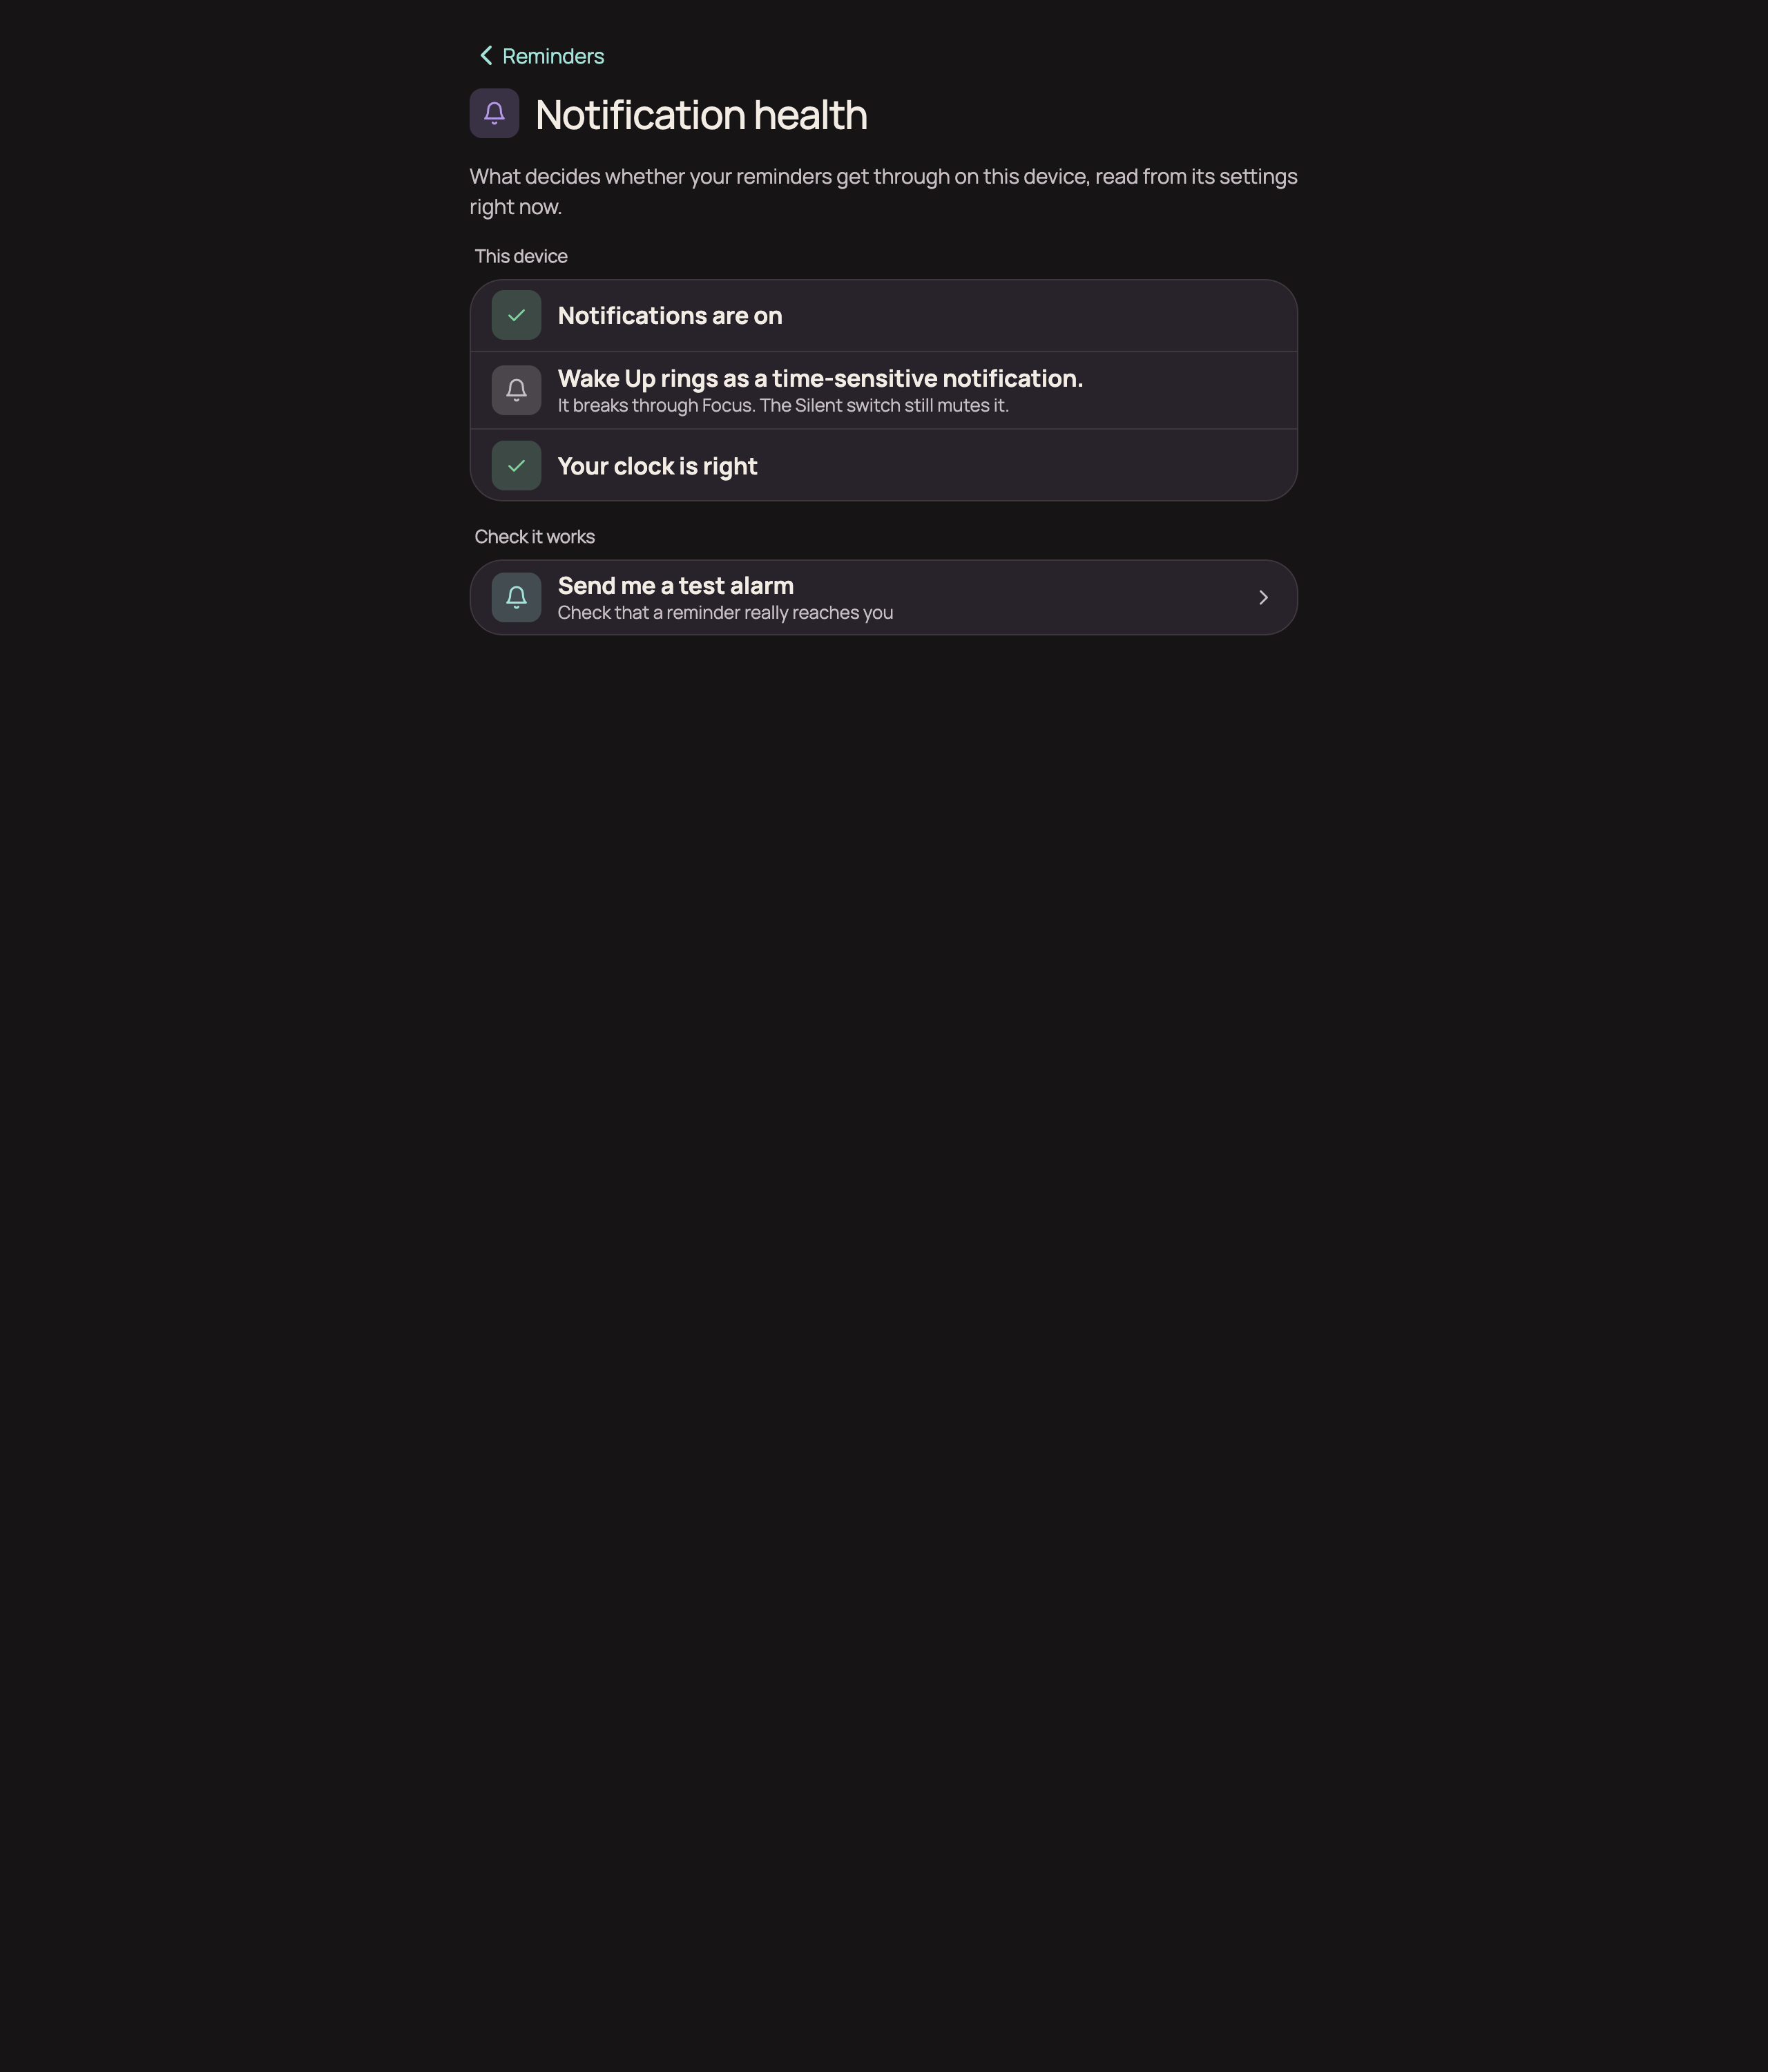 Reminders
Notification health
What decides whether your reminders get through on this device, read from its settings
right now.
This device
Notifications are on
Wake Up rings as a time-sensitive notification.
It breaks through Focus. The Silent switch still mutes it.
Your clock is right
Check it works
Send me a test alarm
Check that a reminder really reaches you